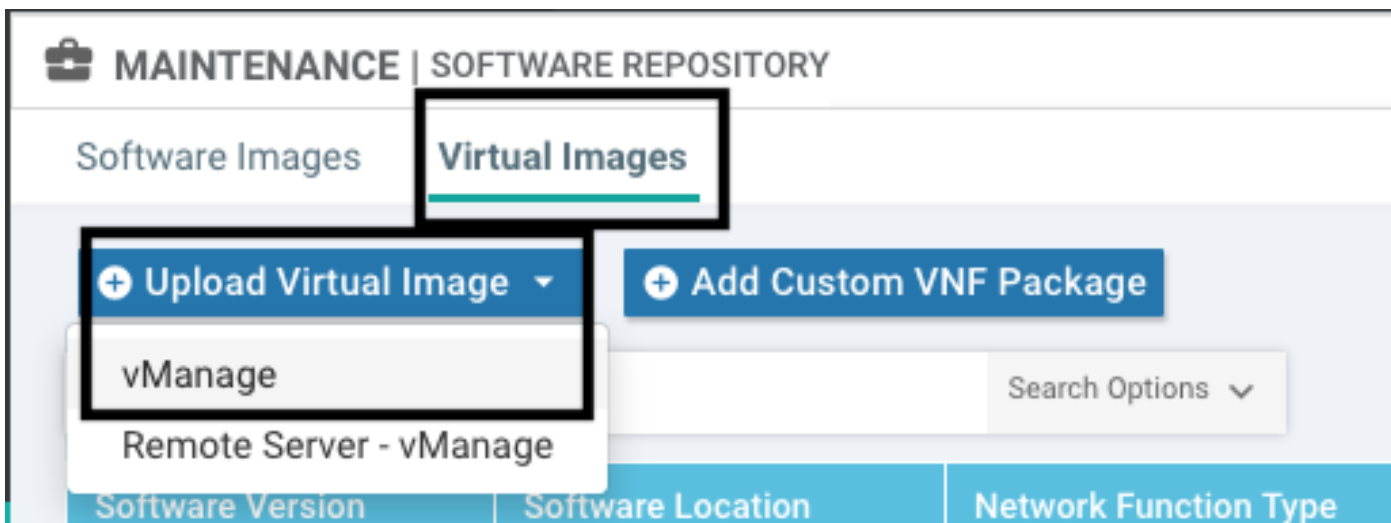 MAINTENANCE | SOFTWARE REPOSITORY
Software Images Virtual Images
Upload Virtual Image Add Custom VNF Package
vManage
Search Options
Remote Server - vManage
Software Version Software Location Network Function Type